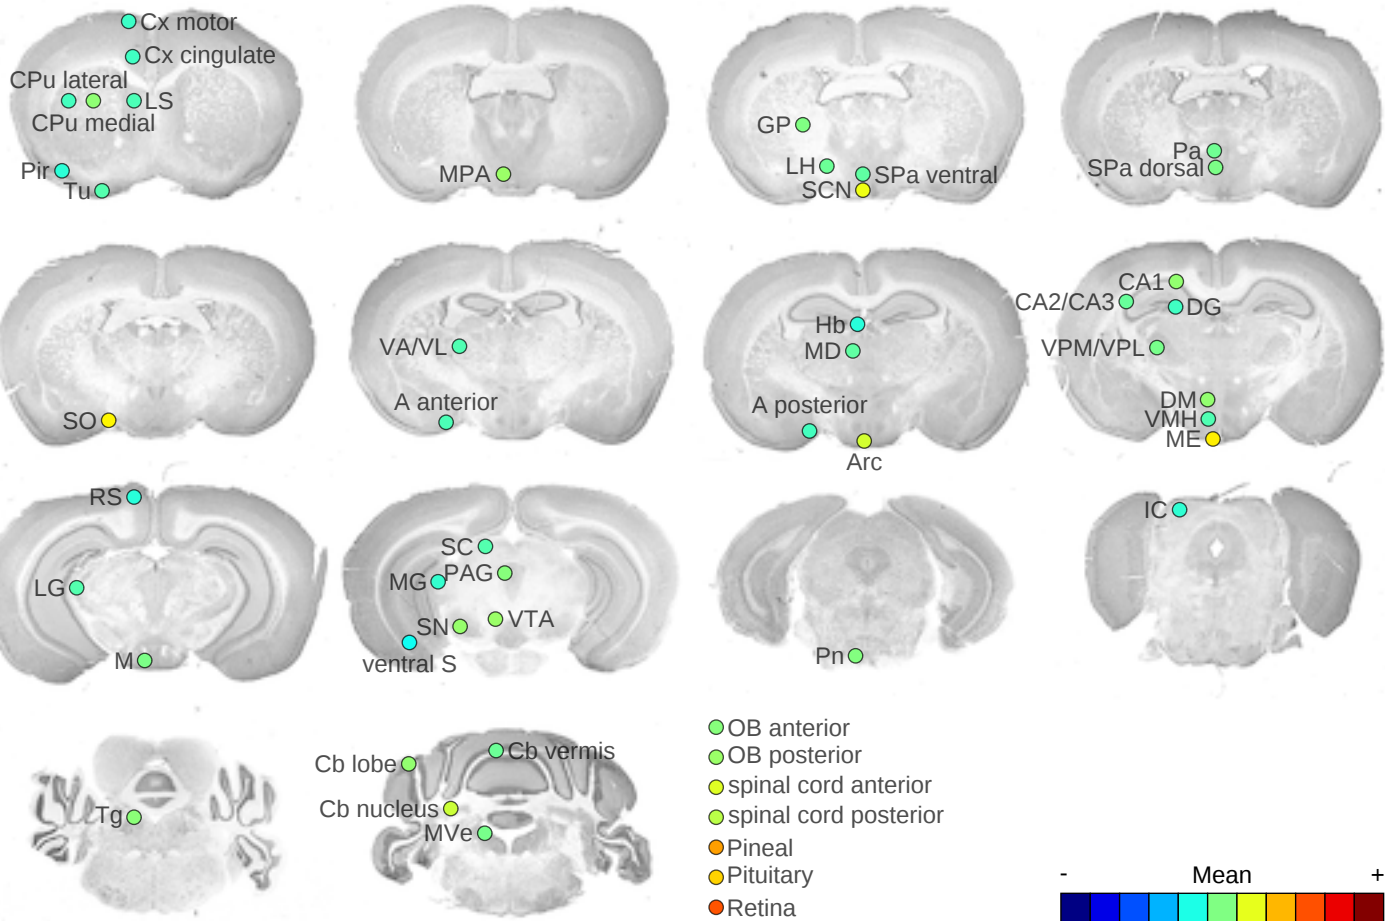 Cx motor
Cx cingulate
CPu lateral
LS
CPu medial
Pir
Tu
MPA
GP
LH
SPa ventral
SCN
Pa
SPa dorsal
SO
VA/VL
A anterior
Hb
MD
A posterior
Arc
CA1
CA2/CA3
DG
VPM/VPL
DM
VMH
ME
RS
LG
M
SC
MG
PAG
SN
VTA
ventral S
Pn
IC
Tg
Cb lobe
Cb vermis
Cb nucleus
MVe
OB anterior
OB posterior
spinal cord anterior
spinal cord posterior
Pineal
Pituitary
Retina
- Mean +